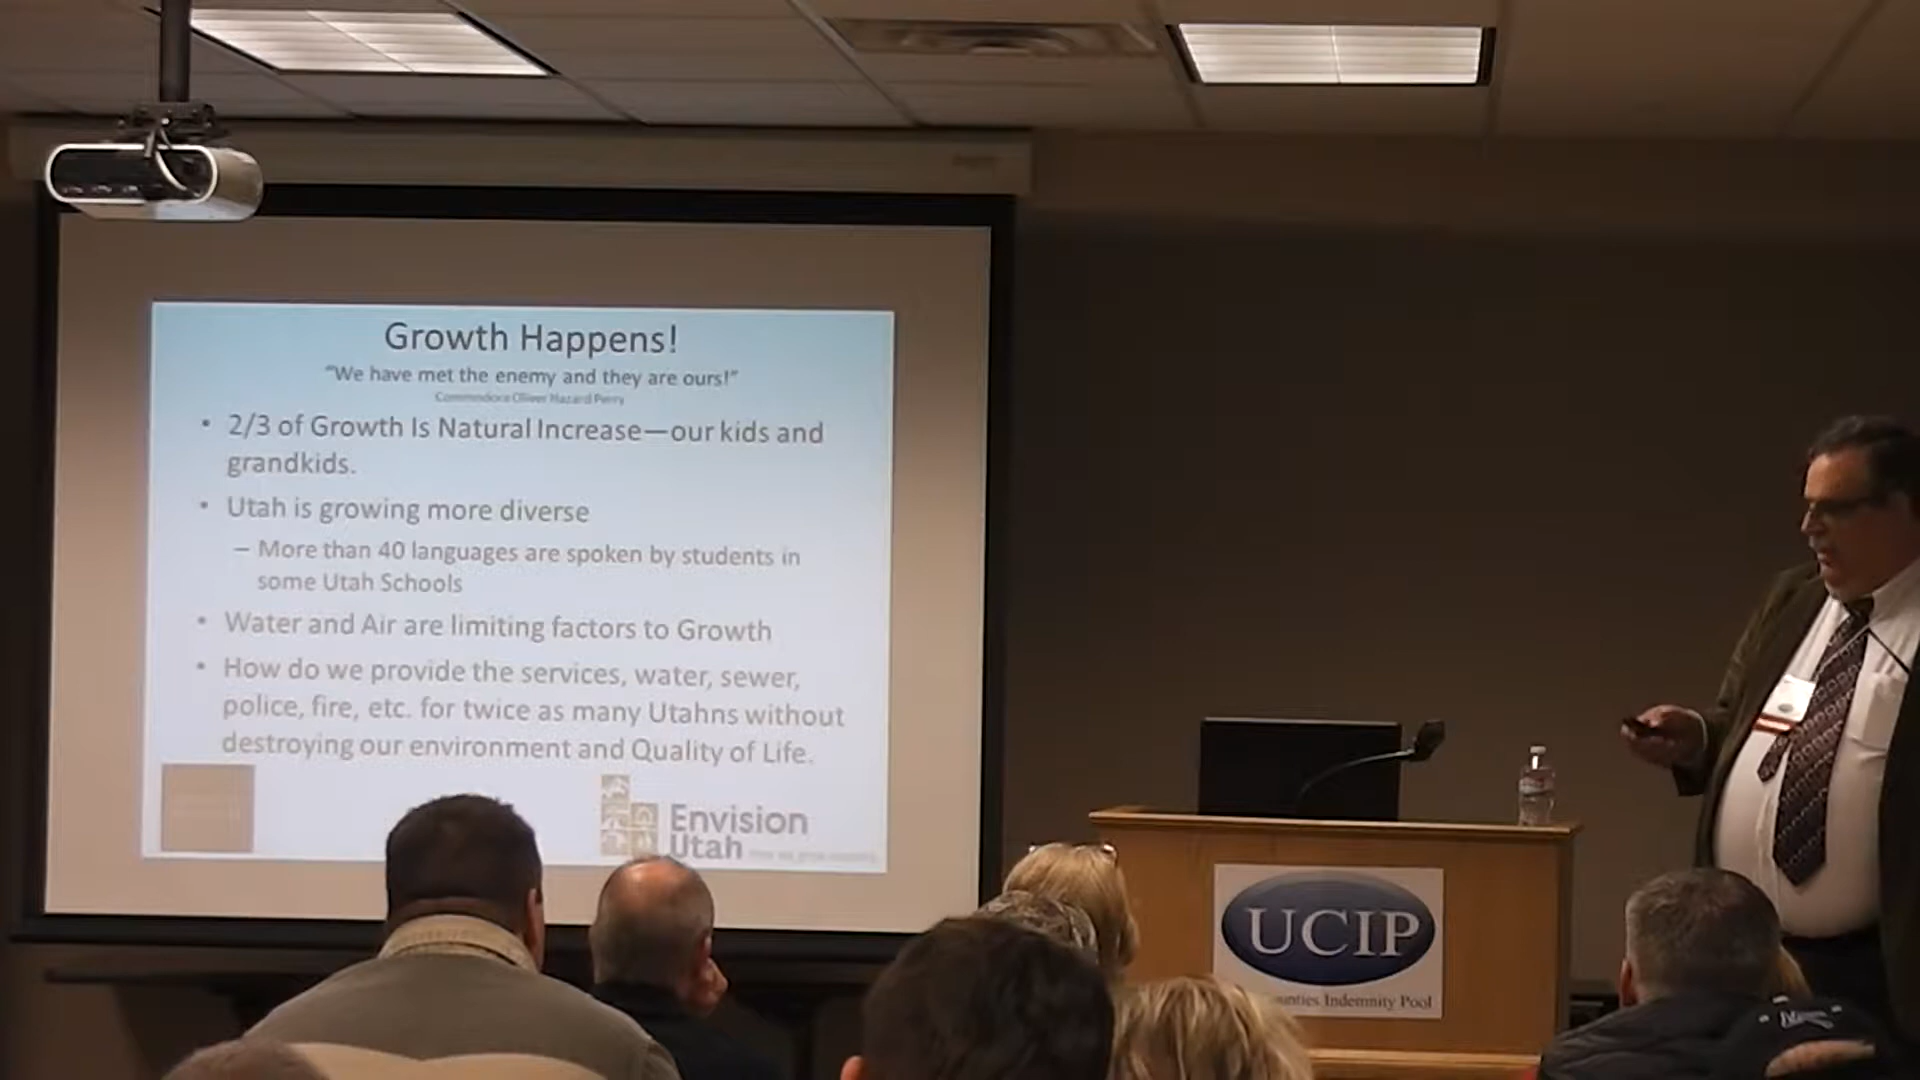 Growth Happens!
"We have met the enemy and they are ours!"
Commodore Oliver Hazard Perry
• 2/3 of Growth Is Natural Increase—our kids and
grandkids.
• Utah is growing more diverse
– More than 40 languages are spoken by students in
some Utah Schools
• Water and Air are limiting factors to Growth
• How do we provide the services, water, sewer,
police, fire, etc. for twice as many Utahns without
destroying our environment and Quality of Life.
Envision
Utah
UCIP
unties Indemnity Pool